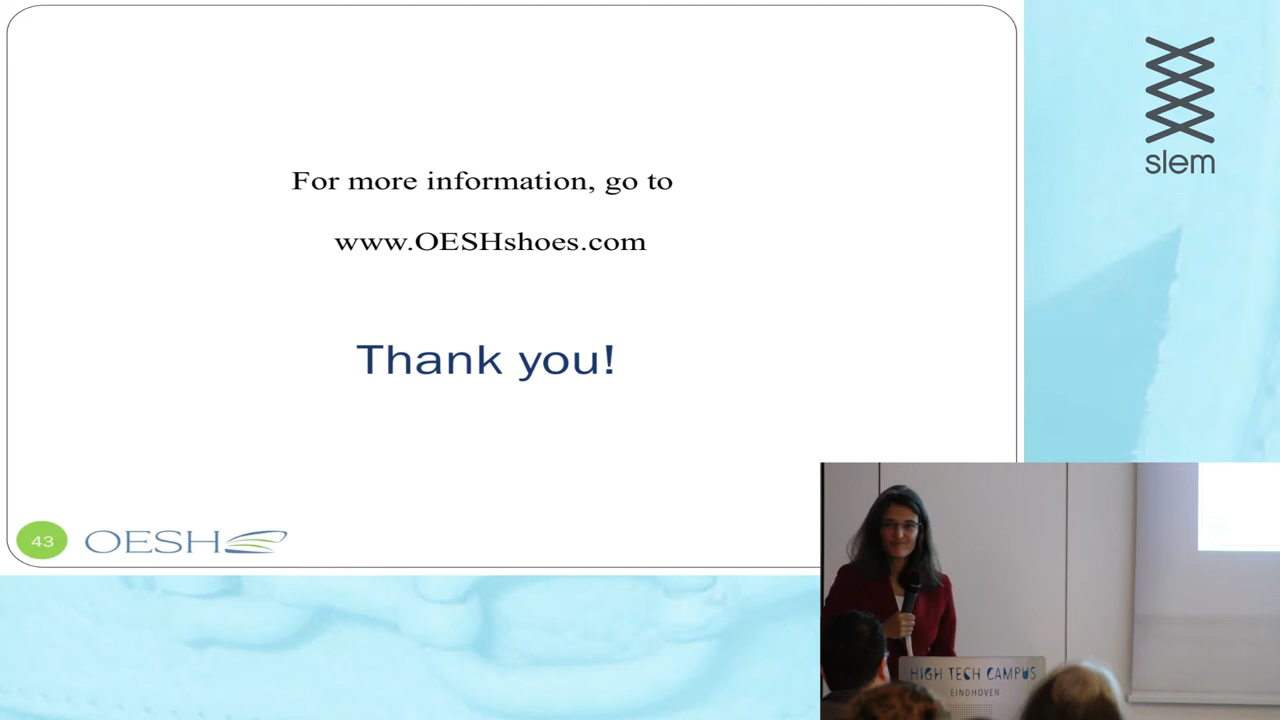 For more information, go to
www.OESHshoes.com
Thank you!
43
OESH
slem
HIGH TECH CAMPUS
EINDHOVEN